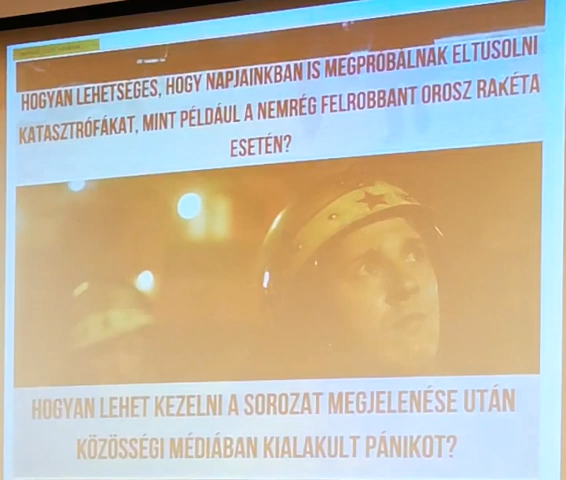 HOGYAN LEHETSÉGES, HOGY NAPJAINKBAN IS MEGPRÓBÁLNAK ELTUSOLNI
KATASZTRÓFÁKAT, MINT PÉLDÁUL A NEMRÉG FELROBBANT OROSZ RAKÉTA
ESETÉN?
HOGYAN LEHET KEZELNI A SOROZAT MEGJELENÉSE UTÁN
KÖZÖSSÉGI MÉDIÁBAN KIALAKULT PÁNIKOT?